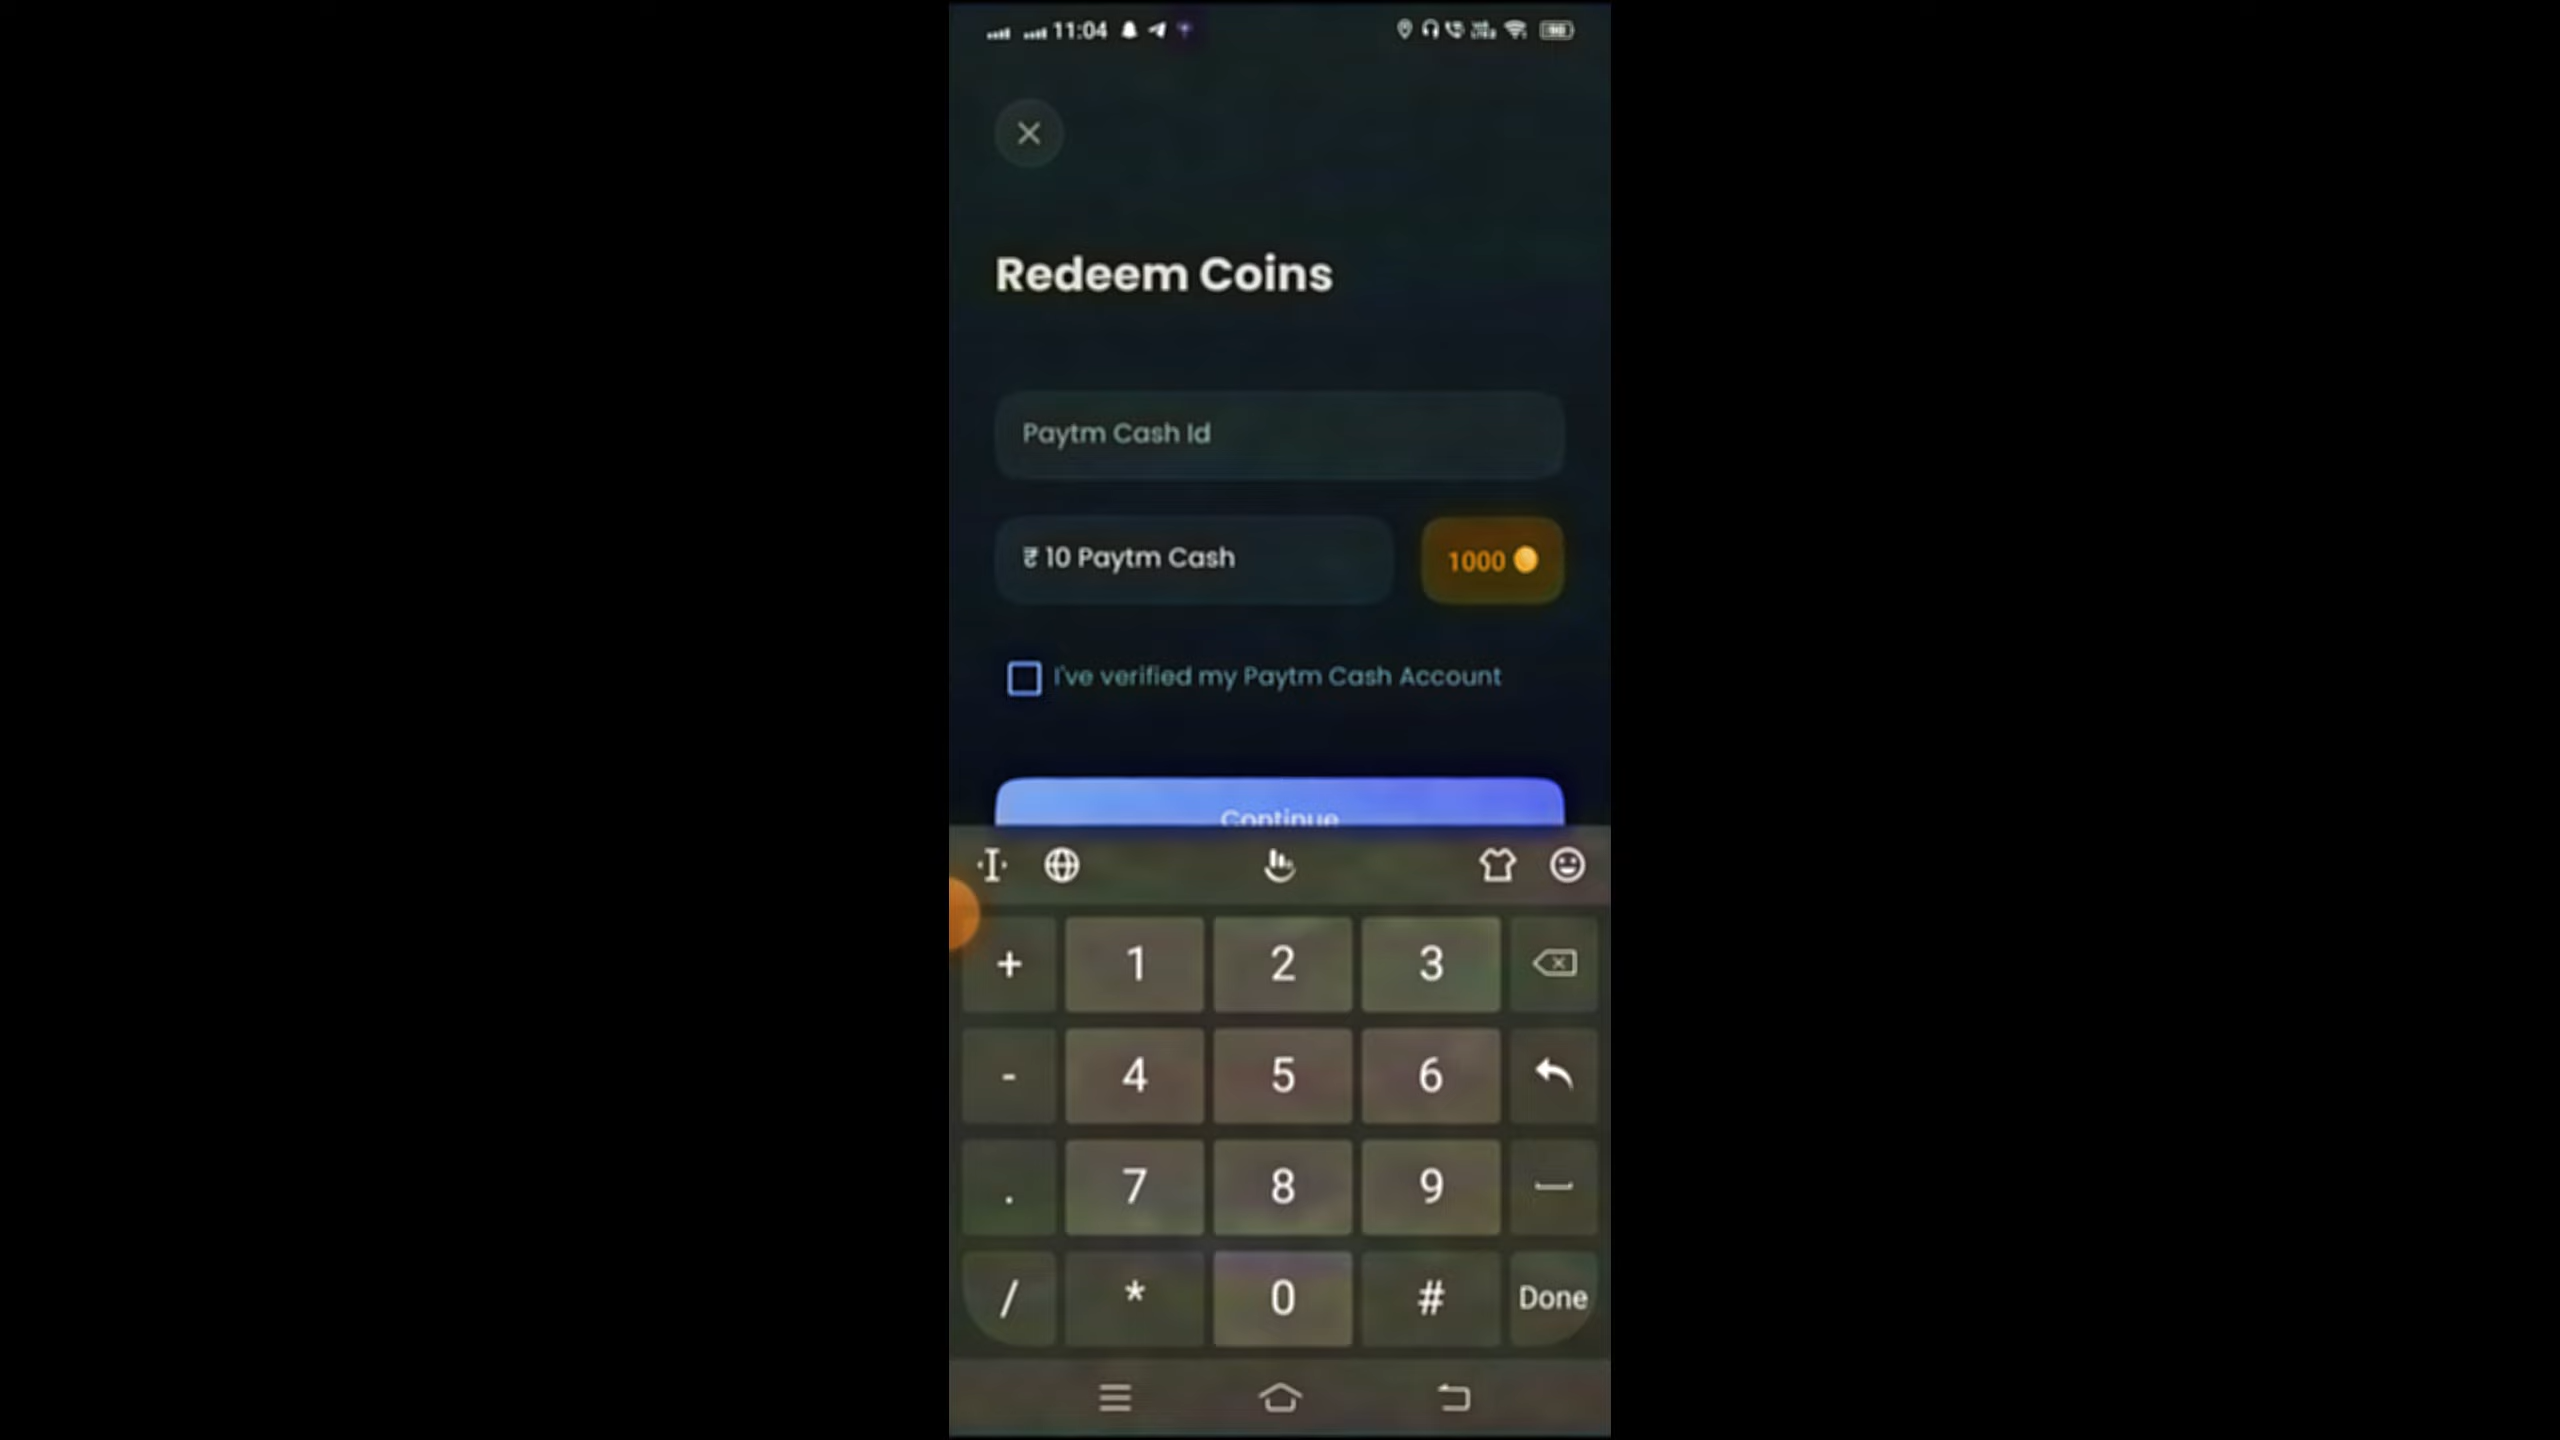 11:04
Redeem Coins
Paytm Cash Id
₹ 10 Paytm Cash
1000
I've verified my Paytm Cash Account
Continue
+ 1 2 3
- 4 5 6
. 7 8 9
/ * 0 # Done